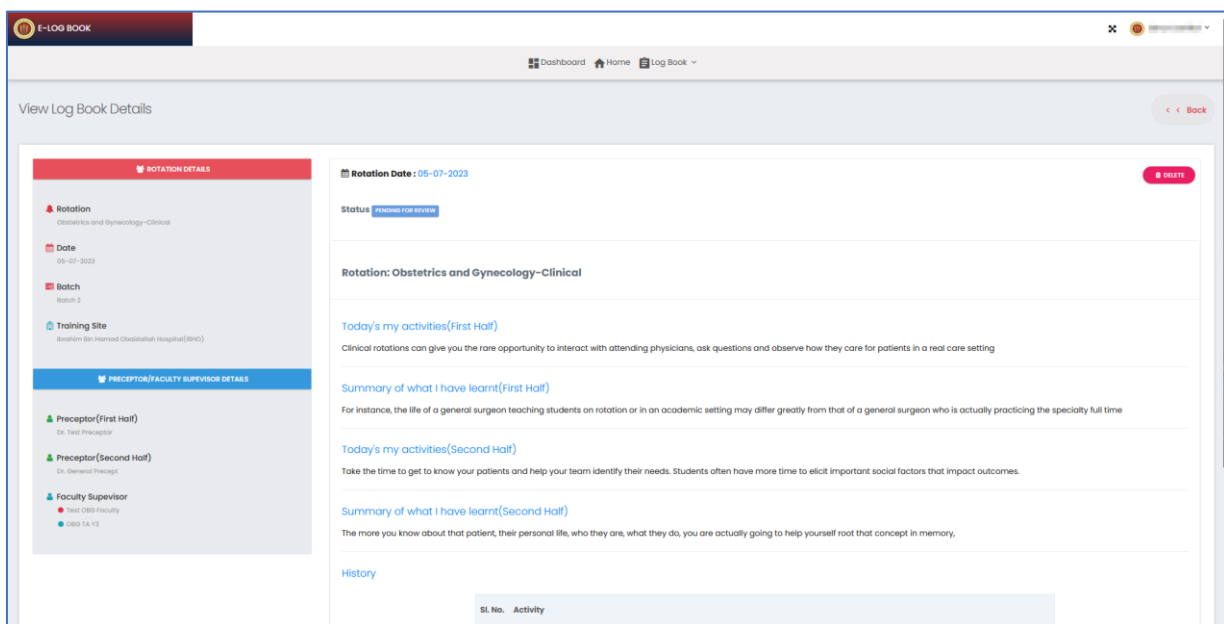 E-LOG BOOK
Dashboard Home Log Book
View Log Book Details
< < Back
ROTATION DETAILS
Rotation
Obstetrics and Gynecology-Clinical
Date
05-07-2023
Batch
Batch 2
Training Site
Ibrahim Bin Hamad Obaidallah Hospital(IBHO)
PRECEPTOR/FACULTY SUPEVISOR DETAILS
Preceptor(First Half)
Dr. Test Preceptor
Preceptor(Second Half)
Dr. General Precept
Faculty Supevisor
Test OBG Faculty
OBG TA Y3
Rotation Date : 05-07-2023
DELETE
Status PENDING FOR REVIEW
Rotation: Obstetrics and Gynecology-Clinical
Today's my activities(First Half)
Clinical rotations can give you the rare opportunity to interact with attending physicians, ask questions and observe how they care for patients in a real care setting
Summary of what I have learnt(First Half)
For instance, the life of a general surgeon teaching students on rotation or in an academic setting may differ greatly from that of a general surgeon who is actually practicing the specialty full time
Today's my activities(Second Half)
Take the time to get to know your patients and help your team identify their needs. Students often have more time to elicit important social factors that impact outcomes.
Summary of what I have learnt(Second Half)
The more you know about that patient, their personal life, who they are, what they do, you are actually going to help yourself root that concept in memory,
History
Sl. No. Activity